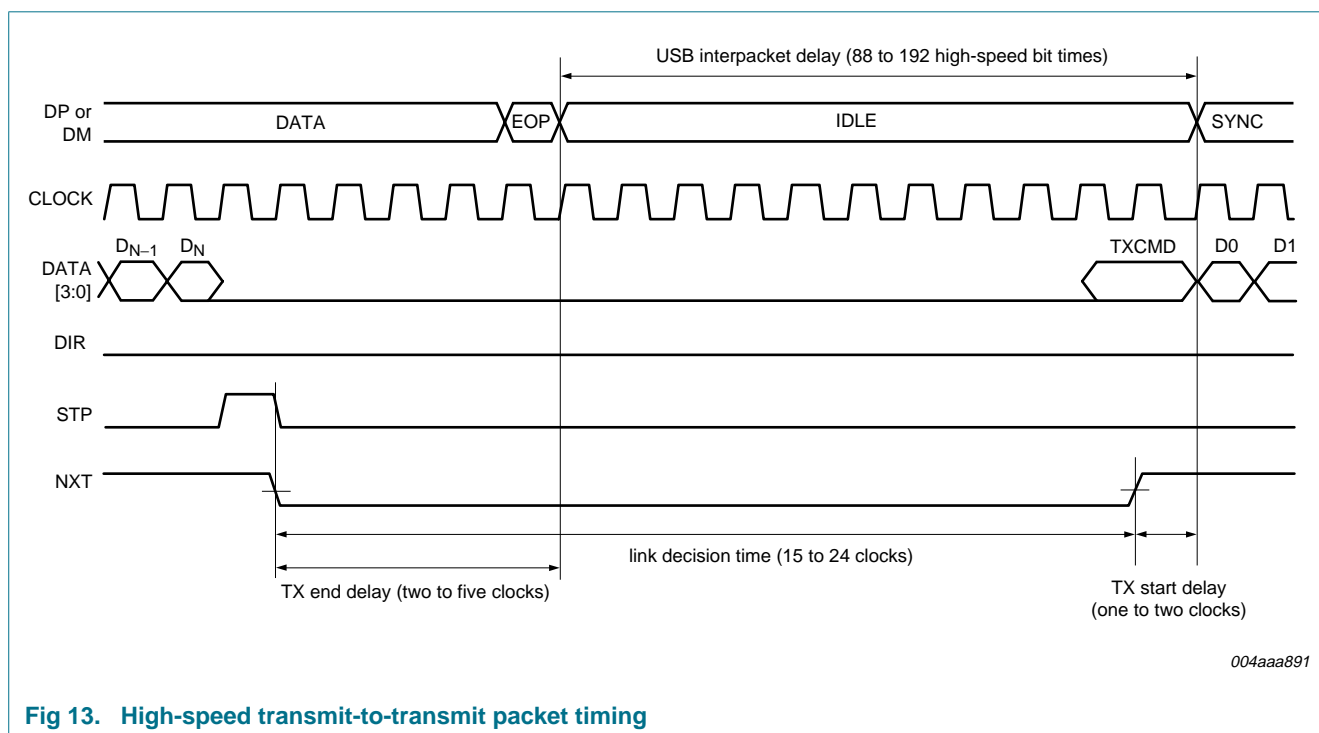 USB interpacket delay (88 to 192 high-speed bit times)
DP or
DM
DATA
EOP
IDLE
SYNC
CLOCK
DN−1
DN
TXCMD
D0
D1
DATA
[3:0]
DIR
STP
NXT
link decision time (15 to 24 clocks)
TX end delay (two to five clocks)
TX start delay
(one to two clocks)
004aaa891
Fig 13. High-speed transmit-to-transmit packet timing